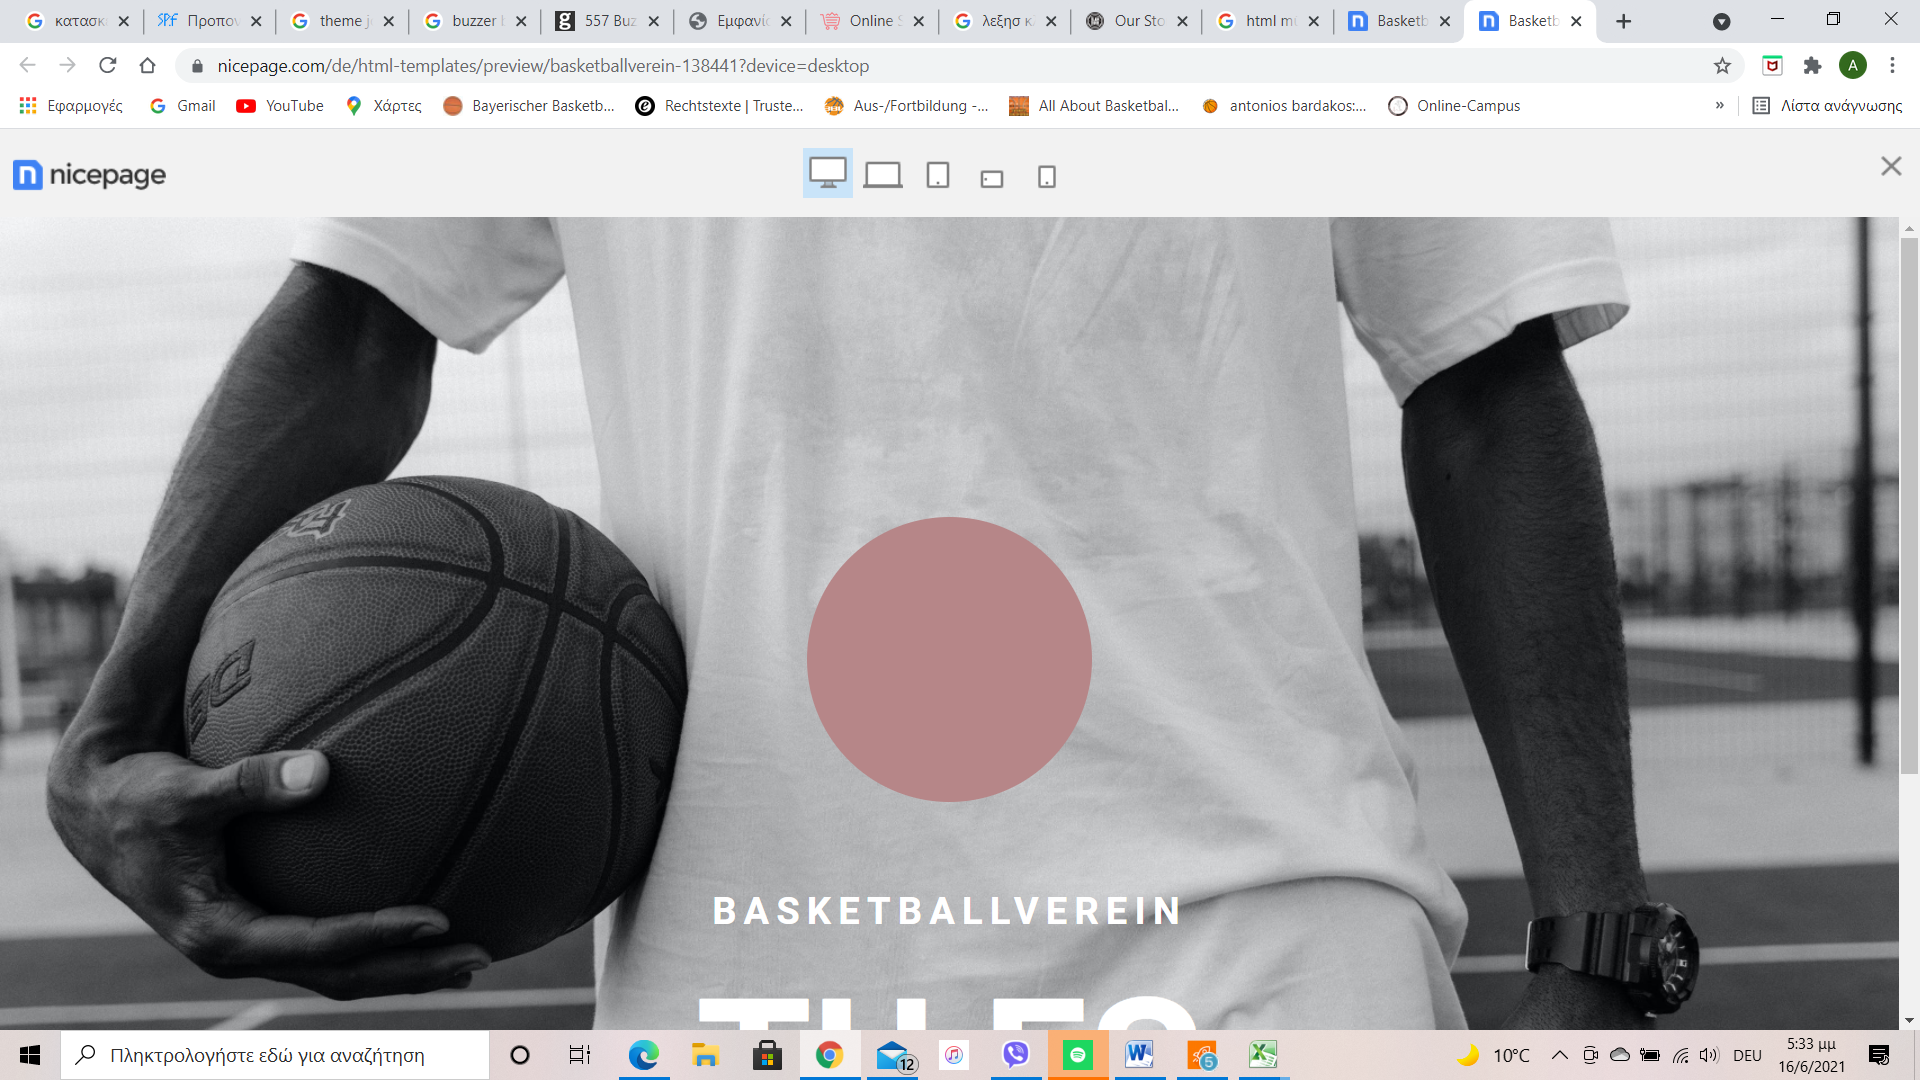 κατασκ
Προπον
theme j
buzzer b
557 Buz
Εμφανίσ
Online S
λεξησ κ
Our Sto
html m
Basketb
Basketb
nicepage.com/de/html-templates/preview/basketballverein-138441?device=desktop
A
Εφαρμογές
Gmail
YouTube
Χάρτες
Bayerischer Basketb...
Rechtstexte | Truste...
Aus-/Fortbildung -...
All About Basketbal...
antonios bardakos:...
Online-Campus
»
Λίστα ανάγνωσης
nicepage
BASKETBALLVEREIN
Πληκτρολογήστε εδώ για αναζήτηση
12
5
10°C
DEU
5:33 μμ
16/6/2021